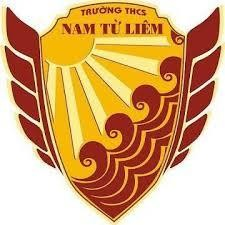 TRƯỜNG THCS
NAM TỪ LIÊM